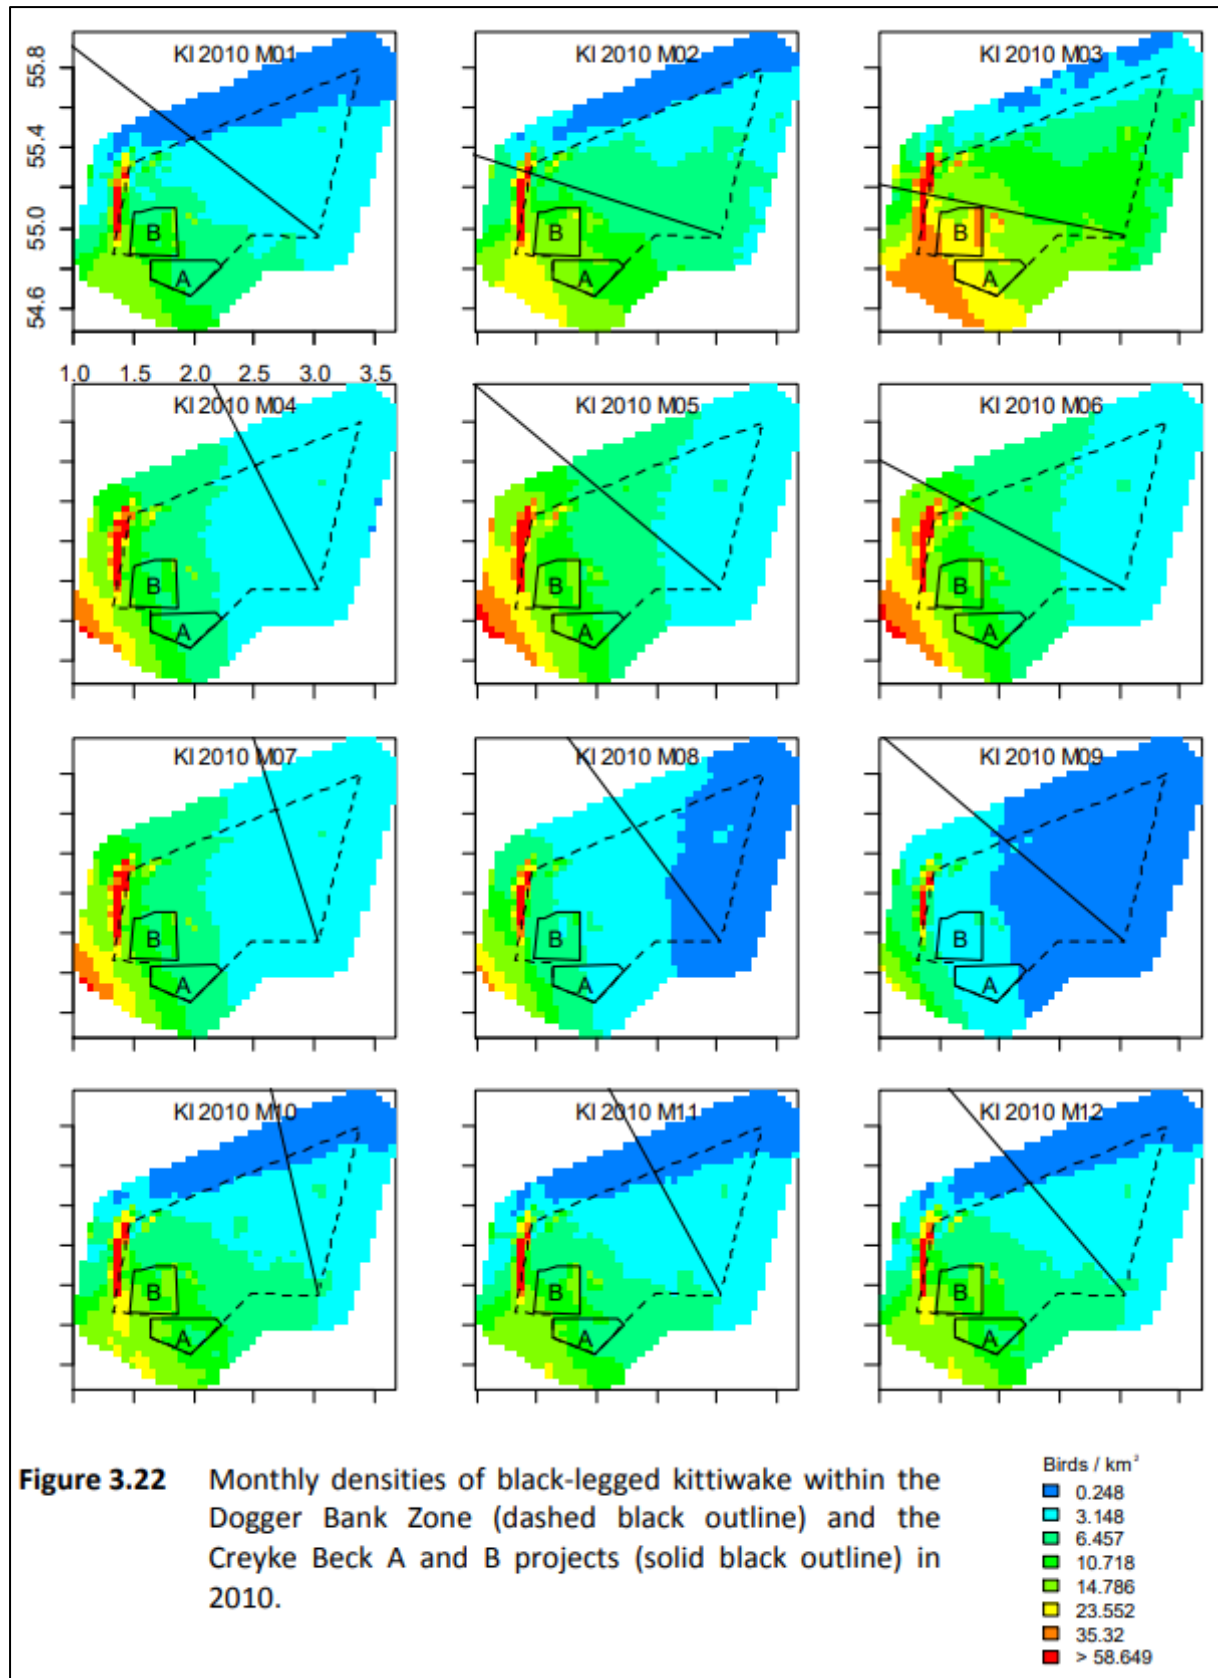 KI 2010 M01
KI 2010 M02
KI 2010 M03
55.8
55.4
55.0
54.6
B
A
B
A
B
A
1.0 1.5 2.0 2.5 3.0 3.5
KI 2010 M04
KI 2010 M05
KI 2010 M06
B
A
B
A
B
A
KI 2010 M07
KI 2010 M08
KI 2010 M09
B
A
B
A
B
A
KI 2010 M10
KI 2010 M11
KI 2010 M12
B
A
B
A
B
A
Figure 3.22 Monthly densities of black-legged kittiwake within the
Dogger Bank Zone (dashed black outline) and the
Creyke Beck A and B projects (solid black outline) in
2010.
Birds / km²
0.248
3.148
6.457
10.718
14.786
23.552
35.32
> 58.649